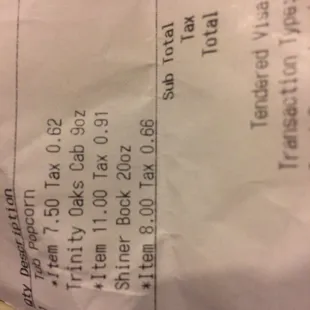 Qty Description
Tub Popcorn
*Item 7.50 Tax 0.62
Trinity Oaks Cab 9oz
*Item 11.00 Tax 0.91
Shiner Bock 20oz
*Item 8.00 Tax 0.66
Sub Total
Tax
Total
Tendered Visa
Transaction Type: